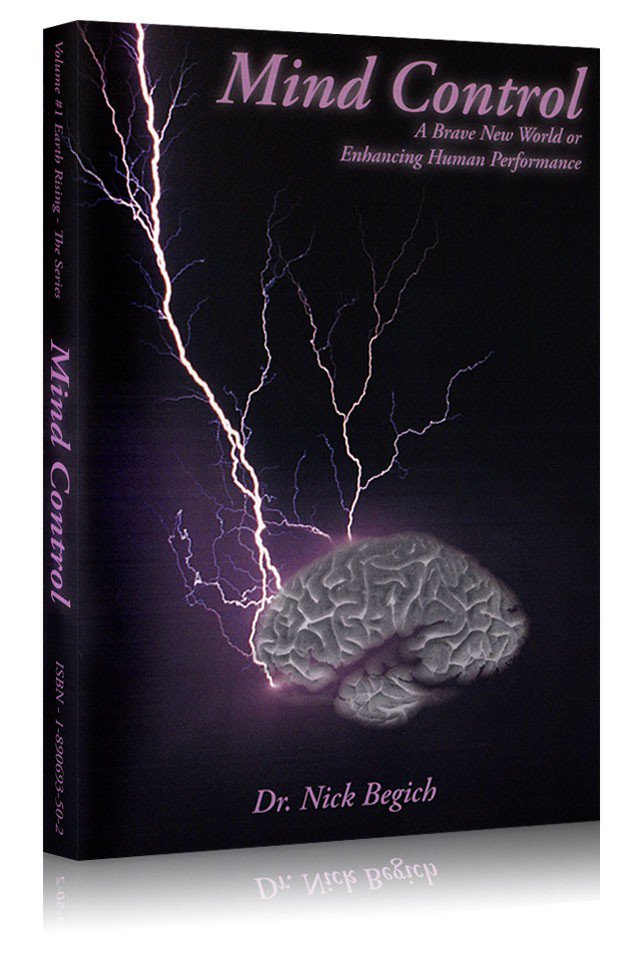 Mind Control
A Brave New World or
Enhancing Human Performance
Dr. Nick Begich
Volume #1 Earth Rising - The Series
Mind Control
ISBN - 1-890693-50-2